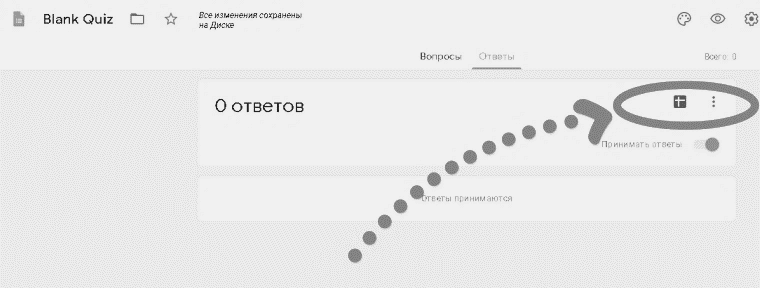 Blank Quiz
Все изменения сохранены
на Диске
Вопросы Ответы
Всего: 0
0 ответов
Принимать ответы
Ответы принимаются